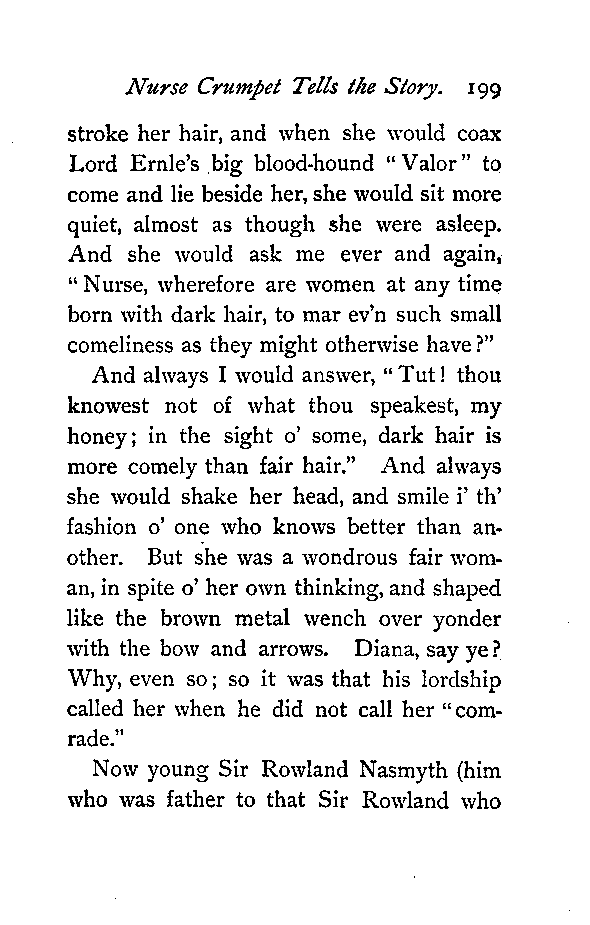 Nurse Crumpet Tells the Story. 199
stroke her hair, and when she would coax
Lord Ernle's big blood-hound "Valor" to
come and lie beside her, she would sit more
quiet, almost as though she were asleep.
And she would ask me ever and again,
"Nurse, wherefore are women at any time
born with dark hair, to mar ev'n such small
comeliness as they might otherwise have?"
And always I would answer, "Tut! thou
knowest not of what thou speakest, my
honey; in the sight o' some, dark hair is
more comely than fair hair." And always
she would shake her head, and smile i' th'
fashion o' one who knows better than an-
other. But she was a wondrous fair wom-
an, in spite o' her own thinking, and shaped
like the brown metal wench over yonder
with the bow and arrows. Diana, say ye?
Why, even so; so it was that his lordship
called her when he did not call her "com-
rade."
Now young Sir Rowland Nasmyth (him
who was father to that Sir Rowland who